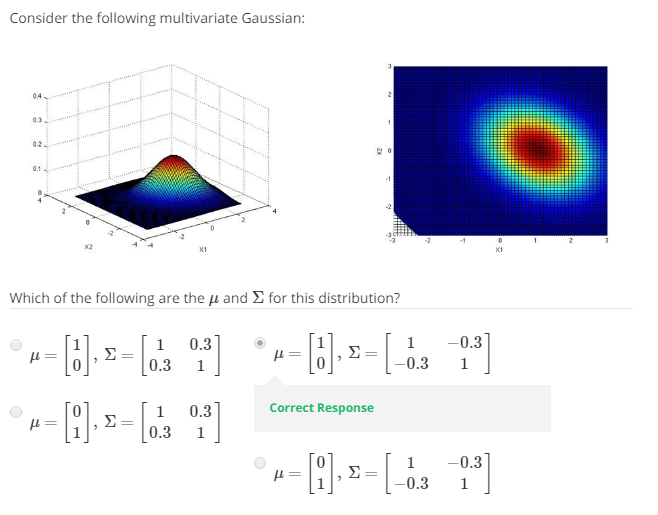 Consider the following multivariate Gaussian:
0.4
0.3
0.2
0.1
0
4
2
0
-2
-4
X2
-4
-2
0
2
4
X1
3
2
1
0
-1
-2
-3
X2
-3
-2
-1
0
1
2
3
X1
Which of the following are the μ and Σ for this distribution?
μ = [1 0], Σ = [1 0.3 0.3 1]
μ = [1 0], Σ = [1 −0.3 −0.3 1]
Correct Response
μ = [0 1], Σ = [1 0.3 0.3 1]
μ = [0 1], Σ = [1 −0.3 −0.3 1]